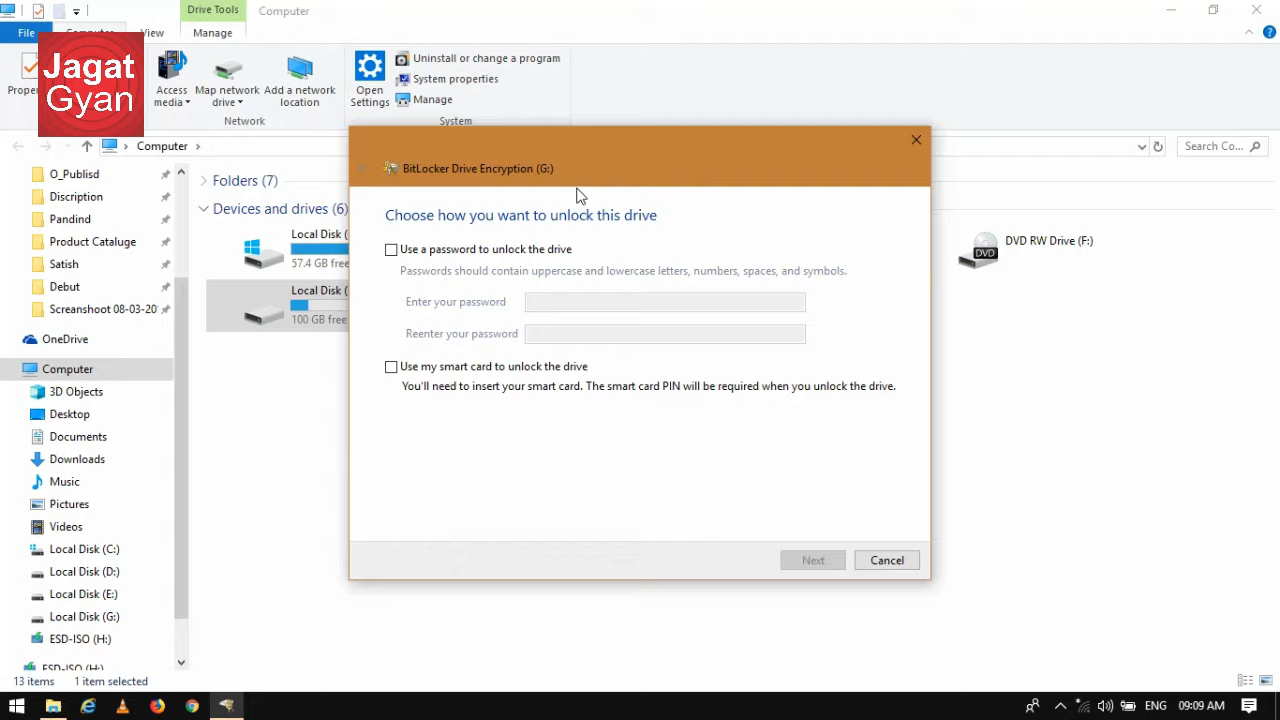 Drive Tools
Computer
File
Computer
View
Manage
Jagat
Gyan
Access
media
Map network
drive
Add a network
location
Network
Open
Settings
Uninstall or change a program
System properties
Manage
System
Computer
Search Co...
O_Publisd
Discription
Pandind
Product Cataluge
Satish
Debut
Screanshoot 08-03-20
OneDrive
Computer
3D Objects
Desktop
Documents
Downloads
Music
Pictures
Videos
Local Disk (C:)
Local Disk (D:)
Local Disk (E:)
Local Disk (G:)
ESD-ISO (H:)
ESD-ISO (H:)
Folders (7)
Devices and drives (6)
Local Disk (
57.4 GB free
Local Disk (
100 GB free
DVD
DVD RW Drive (F:)
BitLocker Drive Encryption (G:)
Choose how you want to unlock this drive
Use a password to unlock the drive
Passwords should contain uppercase and lowercase letters, numbers, spaces, and symbols.
Enter your password
Reenter your password
Use my smart card to unlock the drive
You'll need to insert your smart card. The smart card PIN will be required when you unlock the drive.
Next
Cancel
13 items
1 item selected
ENG
09:09 AM